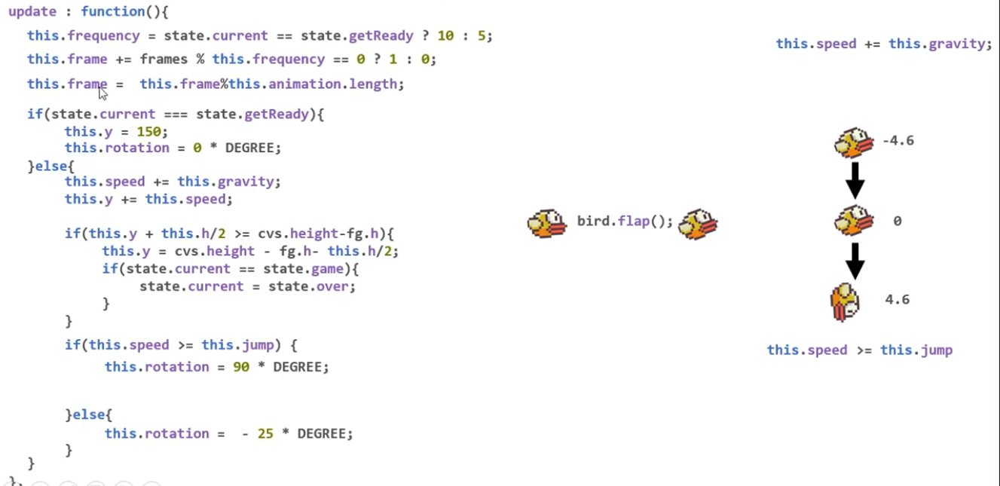 update : function(){
this.frequency = state.current == state.getReady ? 10 : 5;
this.frame += frames % this.frequency == 0 ? 1 : 0;
this.frame =  this.frame%this.animation.length;
if(state.current === state.getReady){
this.y = 150;
this.rotation = 0 * DEGREE;
}else{
this.speed += this.gravity;
this.y += this.speed;
if(this.y + this.h/2 >= cvs.height-fg.h){
this.y = cvs.height - fg.h- this.h/2;
if(state.current == state.game){
state.current = state.over;
}
}
if(this.speed >= this.jump) {
this.rotation = 90 * DEGREE;
}else{
this.rotation =  - 25 * DEGREE;
}
}
};
bird.flap();
this.speed += this.gravity;
-4.6
0
4.6
this.speed >= this.jump